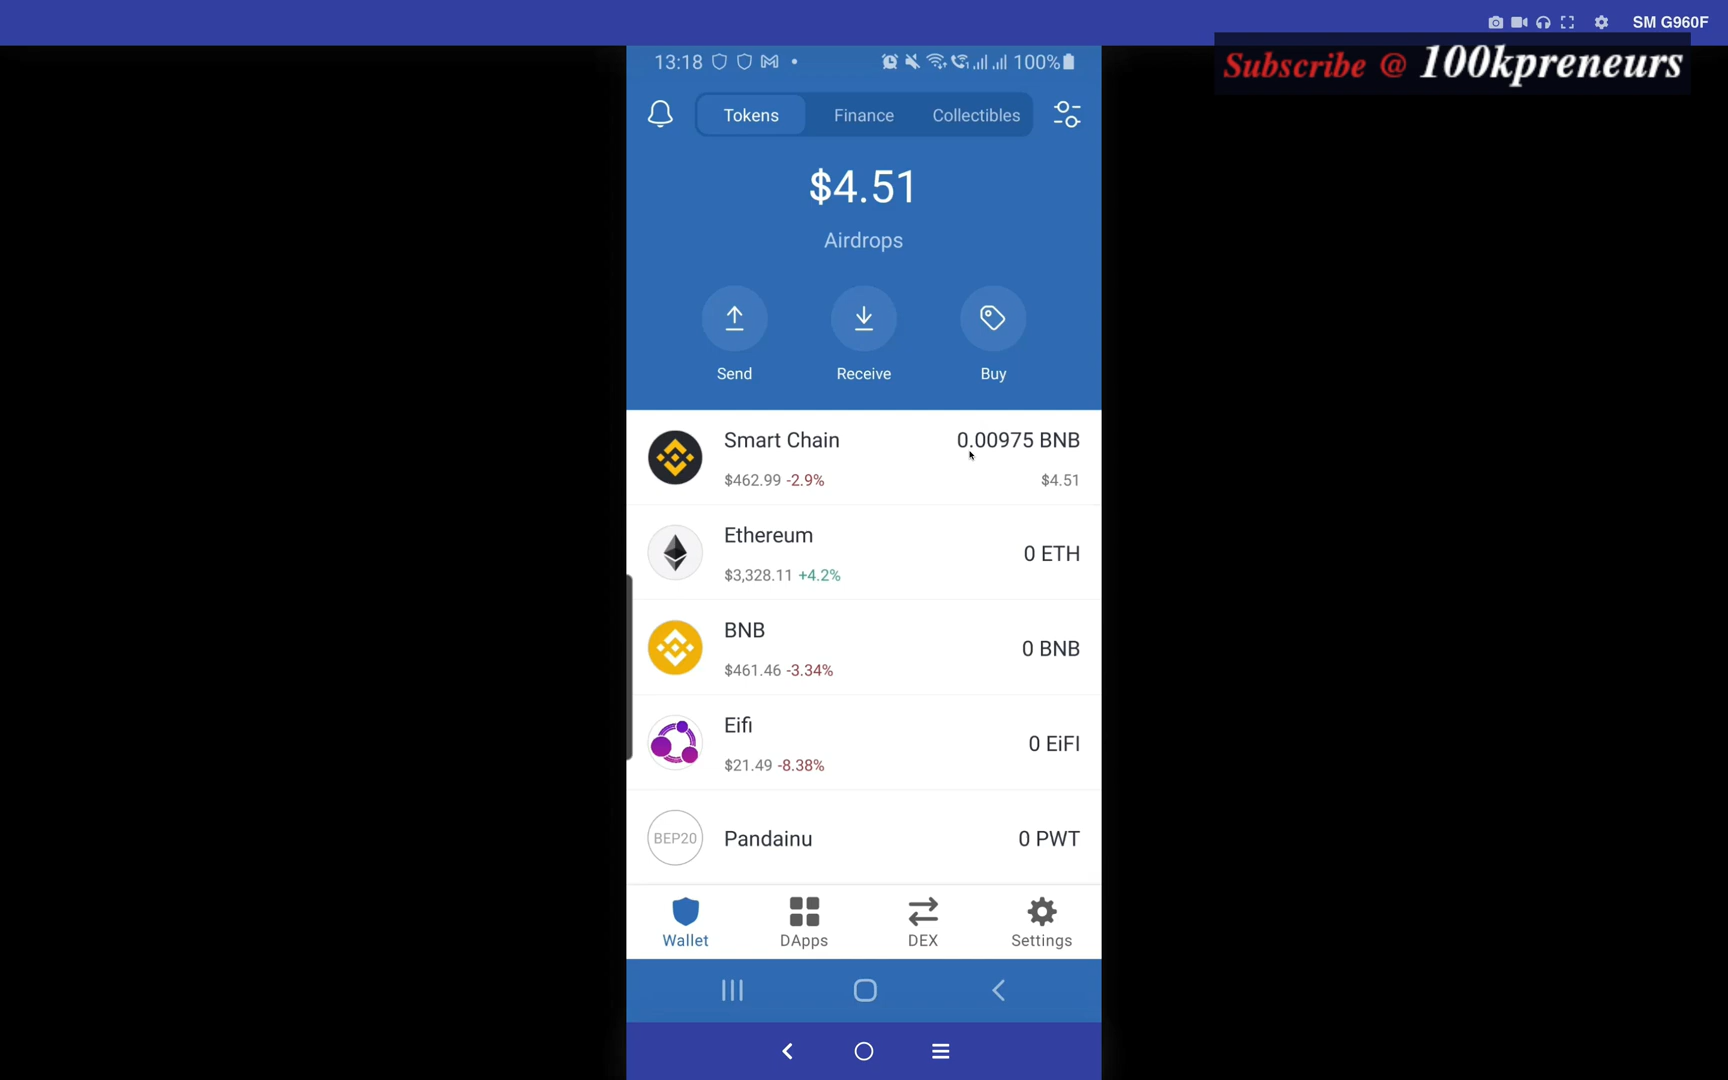 SM G960F
Subscribe @ 100kpreneurs
13:18 100%
Tokens Finance Collectibles
$4.51
Airdrops
Send Receive Buy
Smart Chain 0.00975 BNB
$462.99 -2.9% $4.51
Ethereum
0 ETH
$3,328.11 +4.2%
BNB
0 BNB
$461.46 -3.34%
Eifi
0 EiFI
$21.49 -8.38%
BEP20 Pandainu 0 PWT
Wallet DApps DEX Settings